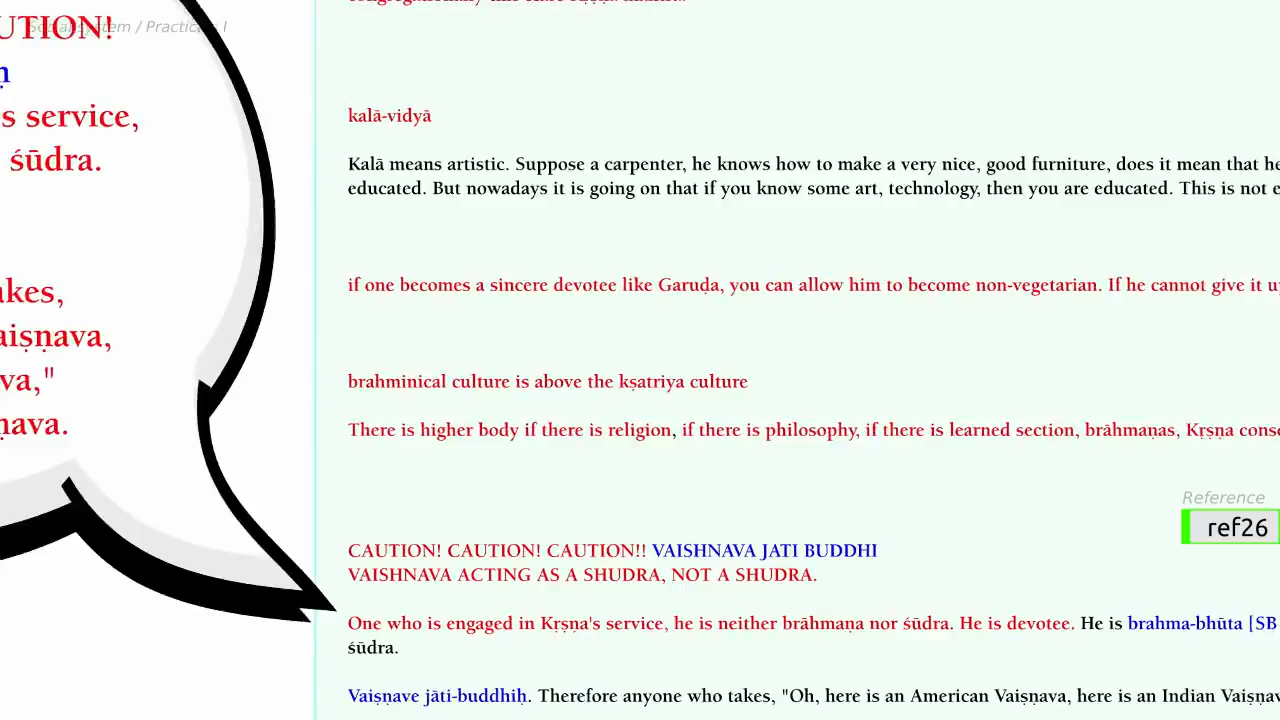 UTION!
Socialsystem / Practicals I
s service,
śūdra.
akes,
aiṣṇava,
va,"
ṇava.
kalā-vidyā
Kalā means artistic. Suppose a carpenter, he knows how to make a very nice, good furniture, does it mean that he
educated. But nowadays it is going on that if you know some art, technology, then you are educated. This is not e
if one becomes a sincere devotee like Garuḍa, you can allow him to become non-vegetarian. If he cannot give it u
brahminical culture is above the kṣatriya culture
There is higher body if there is religion, if there is philosophy, if there is learned section, brāhmaṇas, Kṛṣṇa
Reference
ref26
CAUTION! CAUTION! CAUTION!! VAISHNAVA JATI BUDDHI
VAISHNAVA ACTING AS A SHUDRA, NOT A SHUDRA.
One who is engaged in Kṛṣṇa's service, he is neither brāhmaṇa nor śūdra. He is devotee. He is brahma-bhūta [SB
śūdra.
Vaiṣṇave jāti-buddhiḥ. Therefore anyone who takes, "Oh, here is an American Vaiṣṇava, here is an Indian Vaiṣṇav